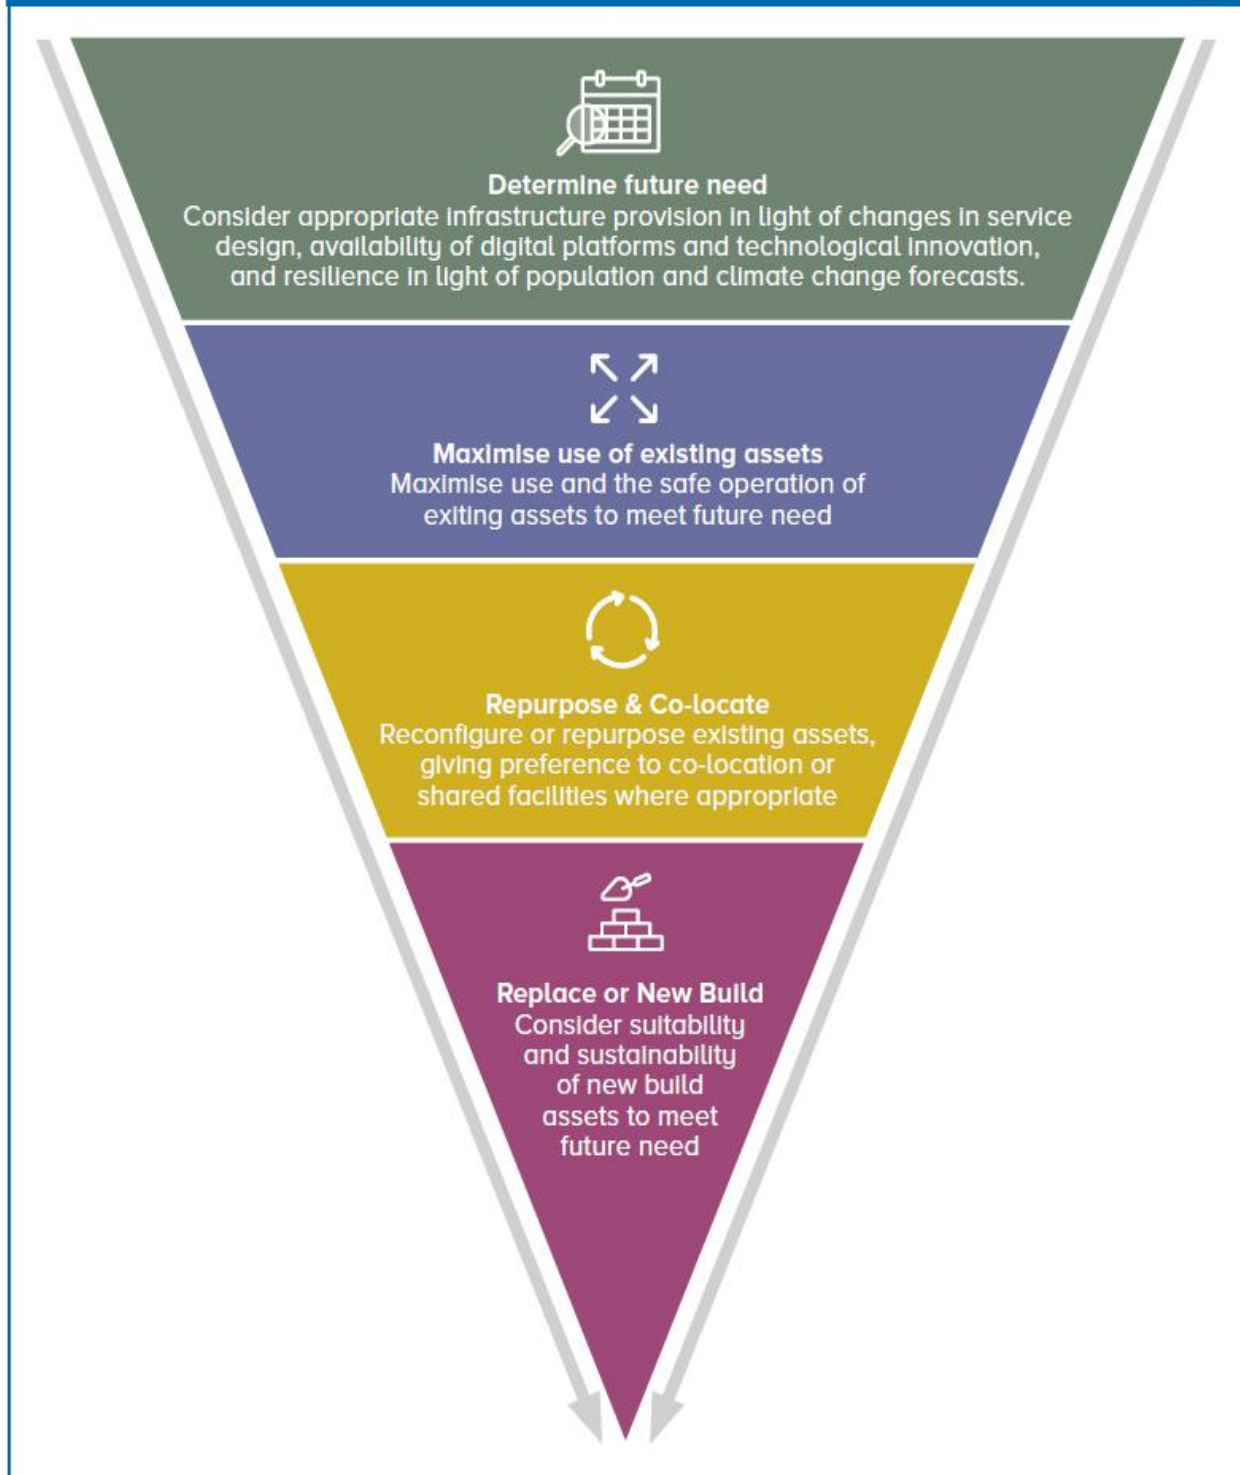 Determine future need
Consider appropriate infrastructure provision in light of changes in service
design, availability of digital platforms and technological innovation,
and resilience in light of population and climate change forecasts.
Maximise use of existing assets
Maximise use and the safe operation of
exiting assets to meet future need
Repurpose & Co-locate
Reconfigure or repurpose existing assets,
giving preference to co-location or
shared facilities where appropriate
Replace or New Build
Consider suitability
and sustainability
of new build
assets to meet
future need